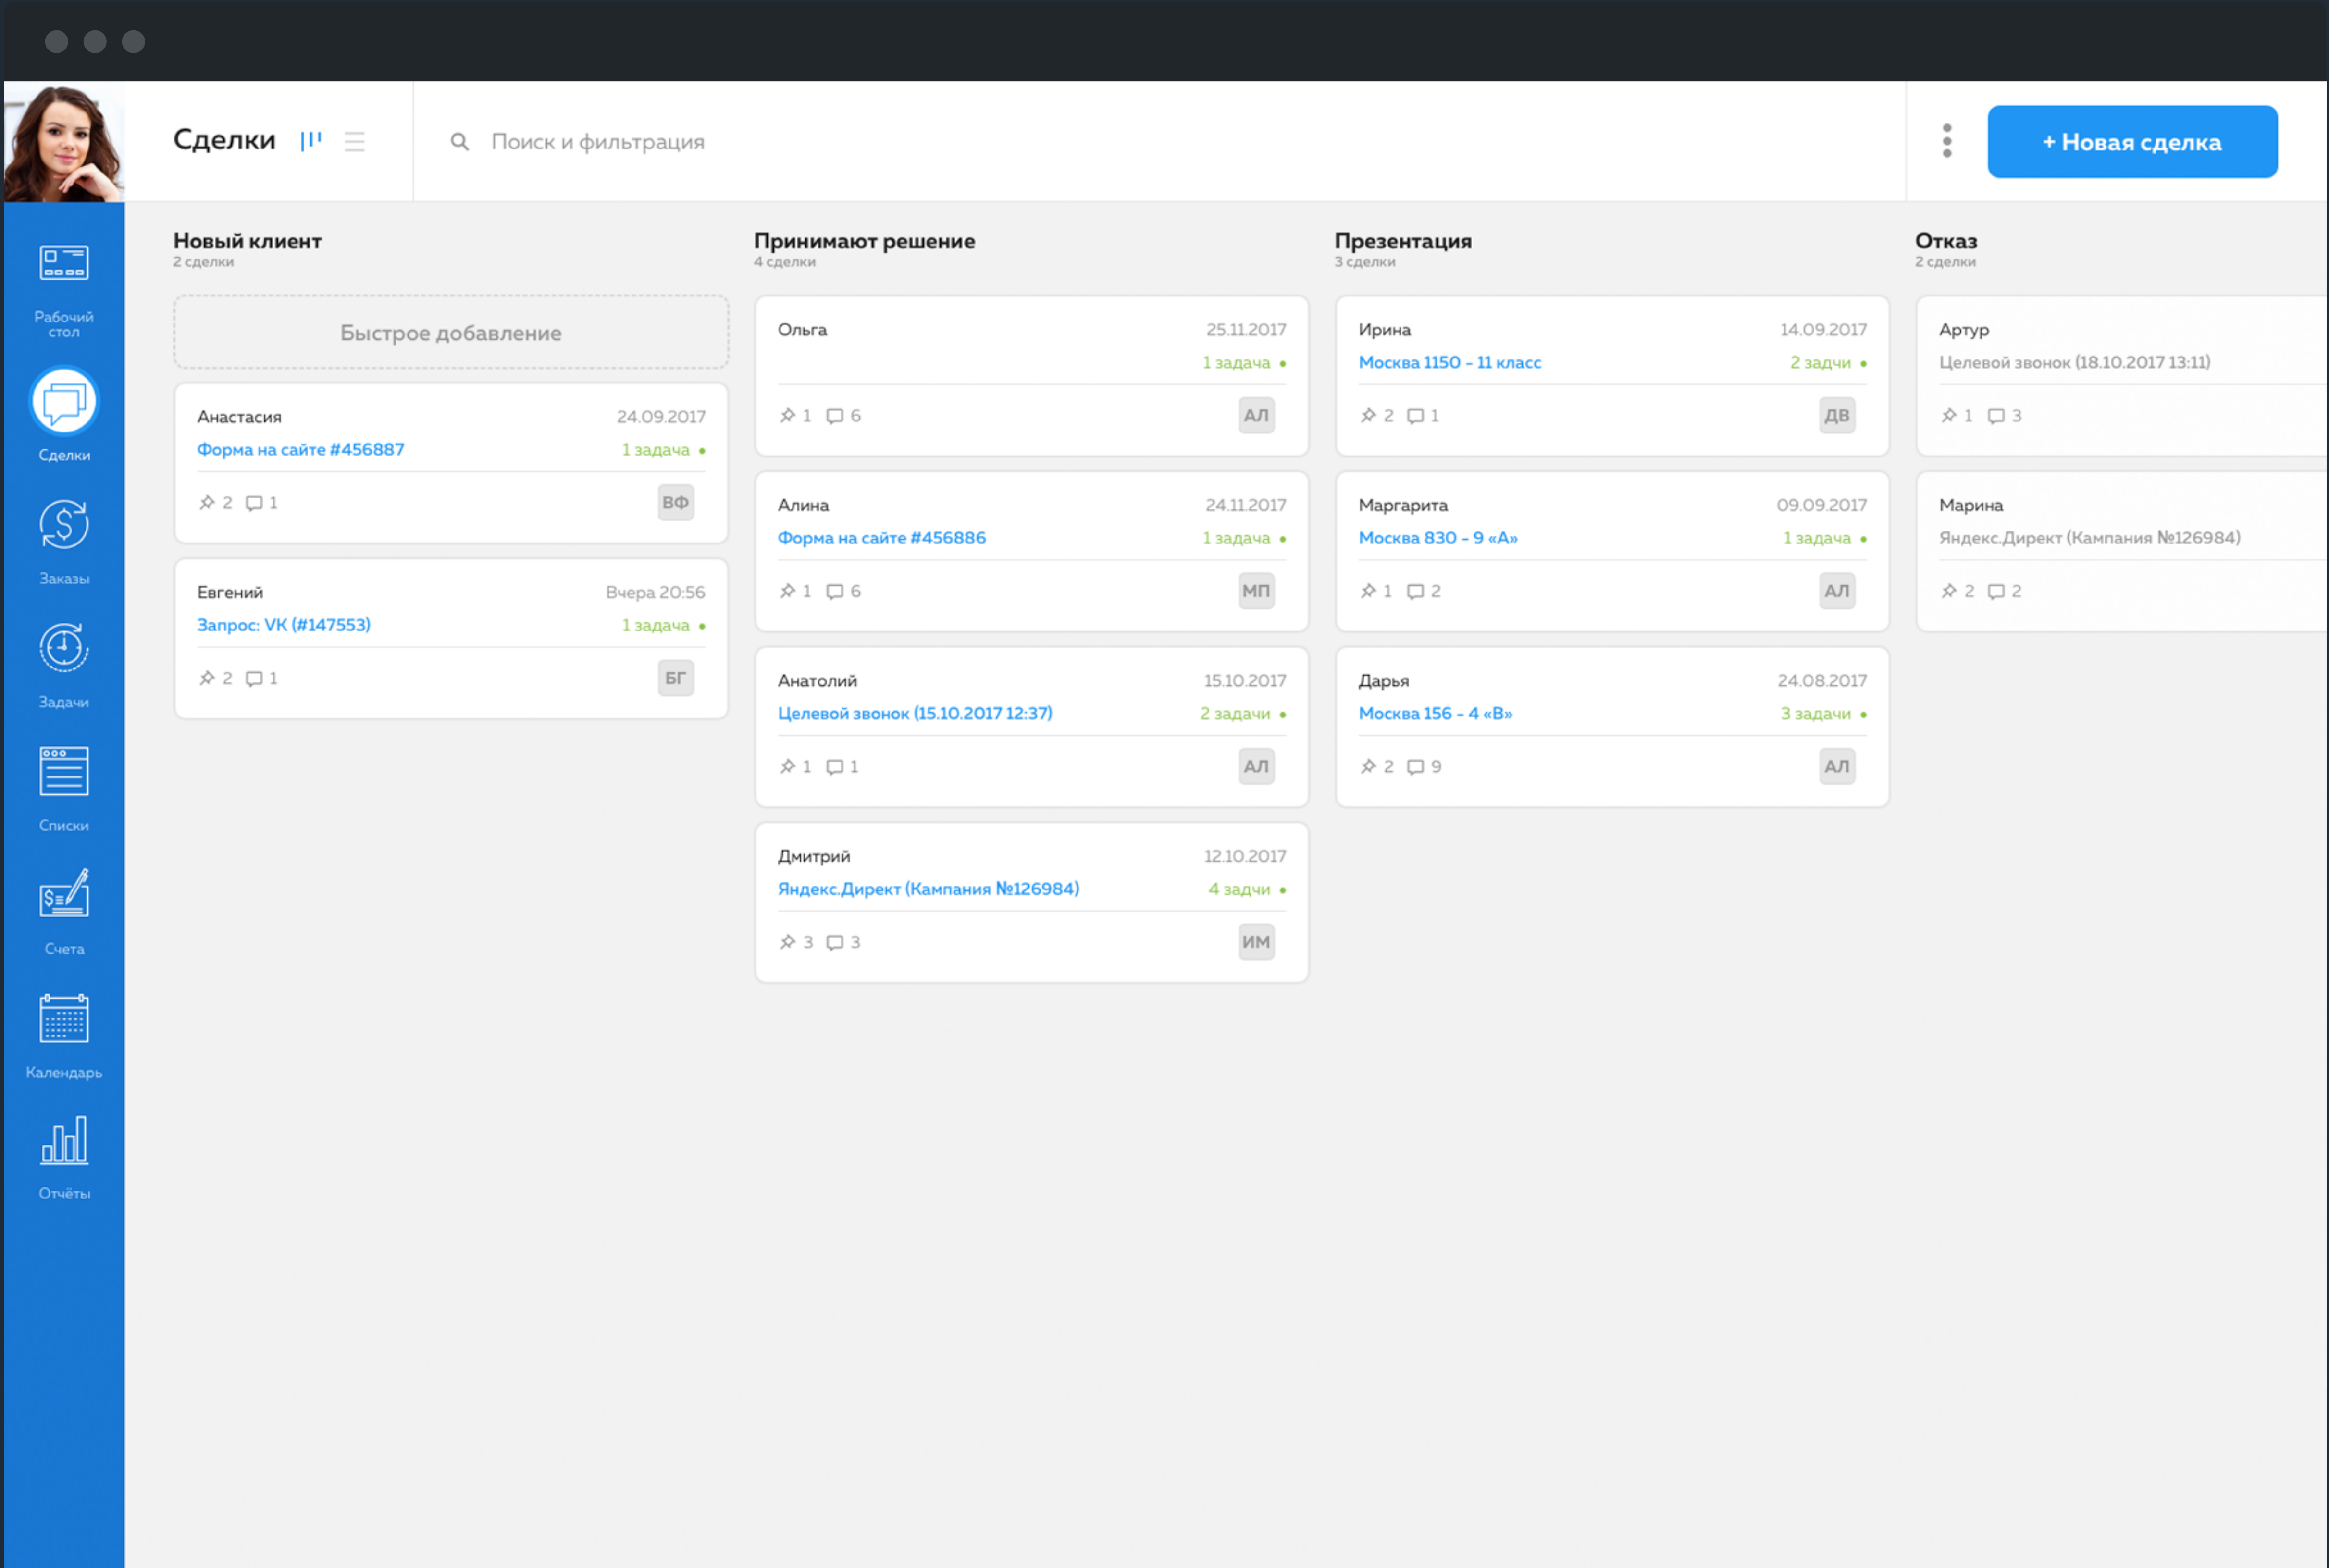 Сделки
Поиск и фильтрация
+ Новая сделка
Рабочий
стол
Сделки
Заказы
Задачи
Списки
Счета
Календарь
Отчёты
Новый клиент
2 сделки
Быстрое добавление
Анастасия 24.09.2017
Форма на сайте #456887 1 задача
2 1 ВФ
Евгений Вчера 20:56
Запрос: VK (#147553) 1 задача
2 1 БГ
Принимают решение
4 сделки
Ольга 25.11.2017
1 задача
1 6 АЛ
Алина 24.11.2017
Форма на сайте #456886 1 задача
1 6 МП
Анатолий 15.10.2017
Целевой звонок (15.10.2017 12:37) 2 задачи
1 1 АЛ
Дмитрий 12.10.2017
Яндекс.Директ (Кампания №126984) 4 задчи
3 3 ИМ
Презентация
3 сделки
Ирина 14.09.2017
Москва 1150 - 11 класс 2 задчи
2 1 ДВ
Маргарита 09.09.2017
Москва 830 - 9 «А» 1 задача
1 2 АЛ
Дарья 24.08.2017
Москва 156 - 4 «В» 3 задачи
2 9 АЛ
Отказ
2 сделки
Артур
Целевой звонок (18.10.2017 13:11)
1 3
Марина
Яндекс.Директ (Кампания №126984)
2 2